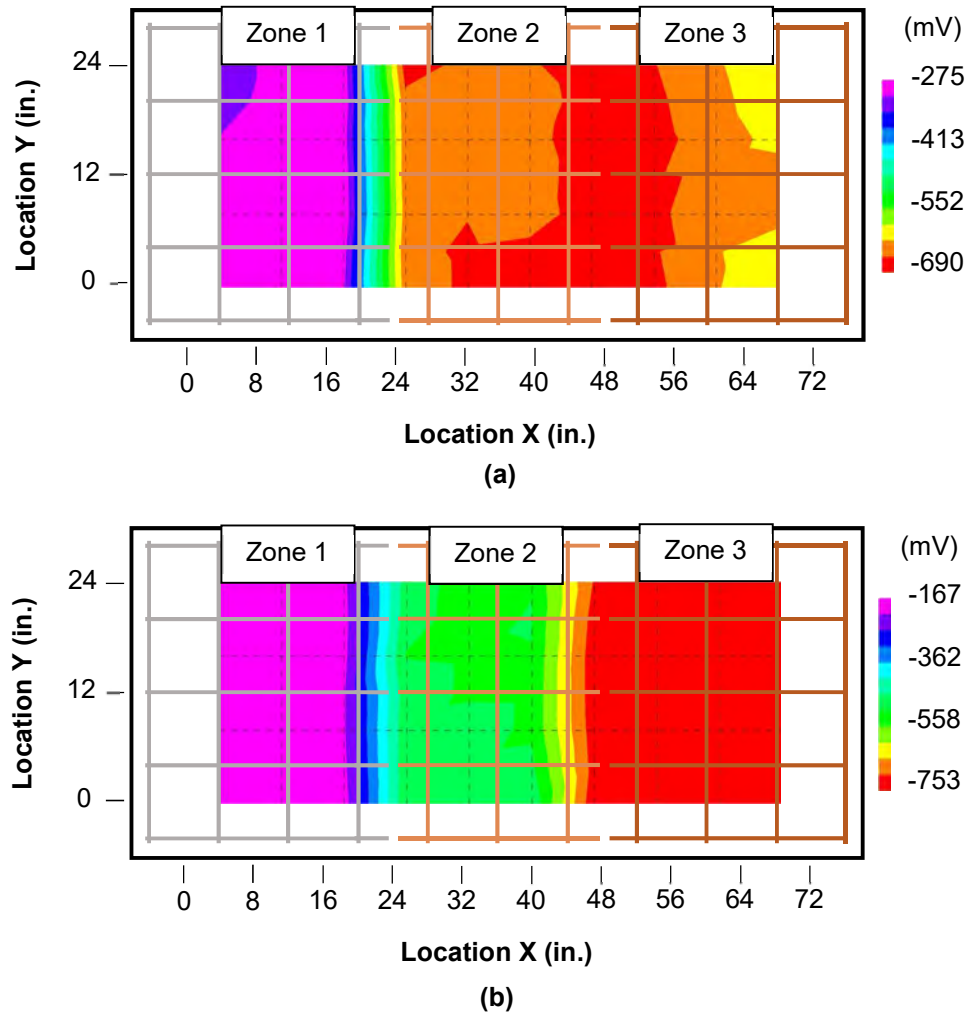 Zone 1 Zone 2 Zone 3 (mV)
24
12
0
Location Y (in.)
-275
-413
-552
-690
0 8 16 24 32 40 48 56 64 72
Location X (in.)
(a)
Zone 1 Zone 2 Zone 3 (mV)
24
12
0
Location Y (in.)
-167
-362
-558
-753
0 8 16 24 32 40 48 56 64 72
Location X (in.)
(b)